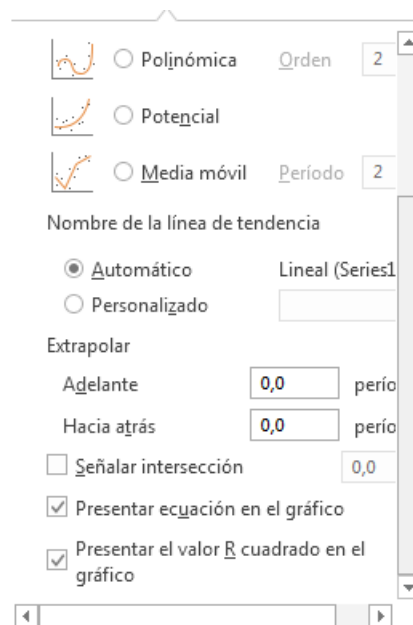 Polinómica Orden 2
Potencial
Media móvil Período 2
Nombre de la línea de tendencia
Automático Lineal (Series1
Personalizado
Extrapolar
Adelante 0,0 perío
Hacia atrás 0,0 perío
Señalar intersección 0,0
Presentar ecuación en el gráfico
Presentar el valor R cuadrado en el
gráfico